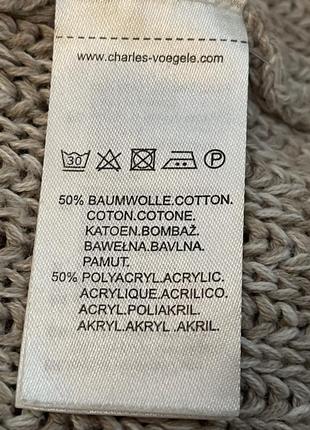 www.charles-voegele.com
30 P
50% BAUMWOLLE.COTTON.
COTON.COTONE.
KATOEN.BOMBAŽ.
BAWEŁNA.BAVLNA.
PAMUT.
50% POLYACRYL.ACRYLIC.
ACRYLIQUE.ACRILICO.
ACRYL.POLIAKRIL.
AKRYL.AKRYL .AKRIL.